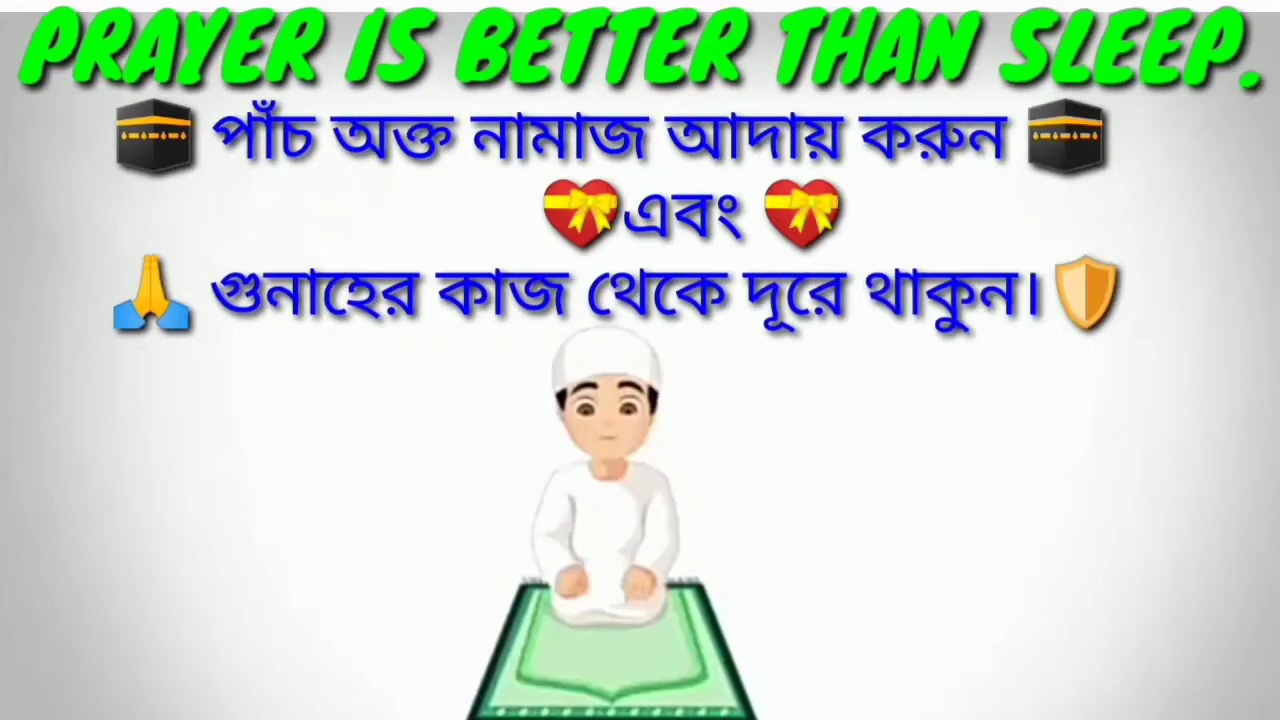 PRAYER IS BETTER THAN SLEEP.
🕋 পাঁচ অক্ত নামাজ আদায় করুন 🕋
💝এবং 💝
🙏 গুনাহের কাজ থেকে দূরে থাকুন।🛡️